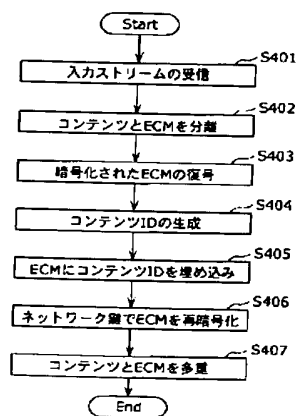 Start
S401
入力ストリームの受信
S402
コンテンツとECMを分離
S403
暗号化されたECMの復号
S404
コンテンツIDの生成
S405
ECMにコンテンツIDを埋め込み
S406
ネットワーク鍵でECMを再暗号化
S407
コンテンツとECMを多重
End